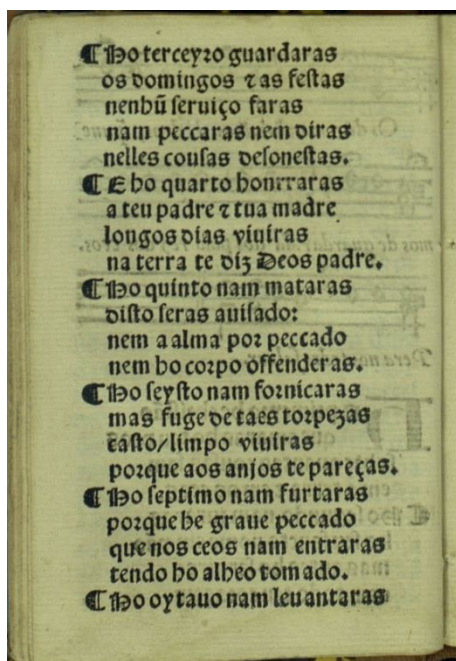 ¶ Ho terceyro guardaras
os domingos ⁊ as festas
nenhũ seruiço faras
nam peccaras nem diras
nelles cousas desonestas.
¶ E ho quarto honrraras
a teu padre ⁊ tua madre
longos dias viuiras
na terra te diz Deos padre.
¶ Ho quinto nam mataras
disto seras auisado:
nem a alma por peccado
nem ho corpo offenderas.
¶ Ho seysto nam fornicaras
mas fuge de taes torpezas
casto/limpo viuiras
porque aos anjos te pareças.
¶ Ho septimo nam furtaras
porque he graue peccado
que nos ceos nam entraras
tendo ho alheo tomado.
¶ Ho oytauo nam leuantaras